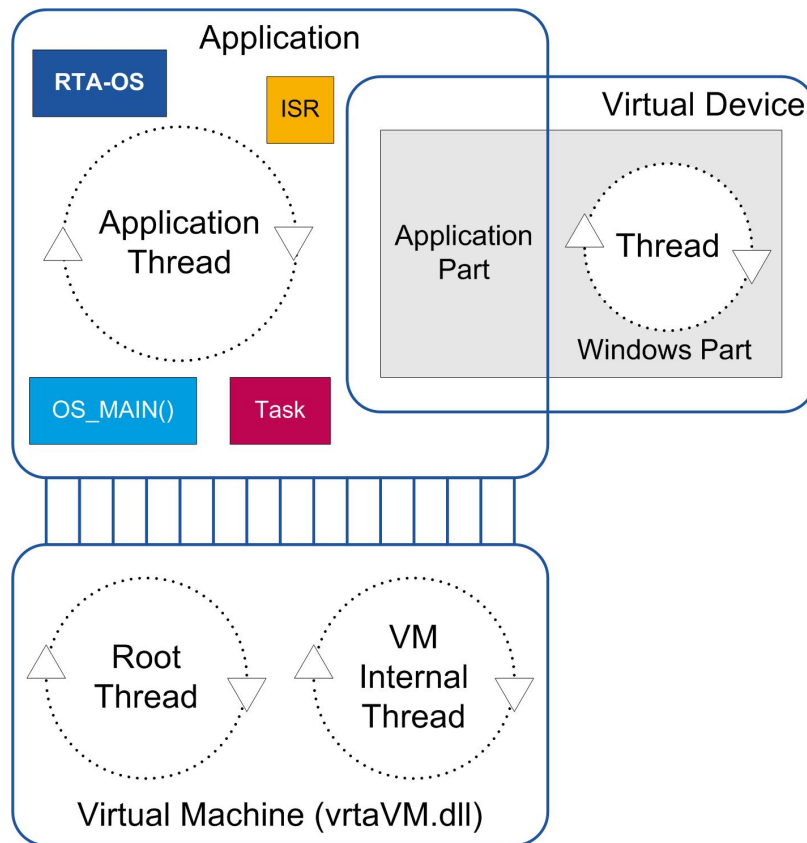 Application
RTA-OS
ISR
Virtual Device
Application
Thread
Application
Part
Thread
Windows Part
OS_MAIN()
Task
Root
Thread
VM
Internal
Thread
Virtual Machine (vrtaVM.dll)